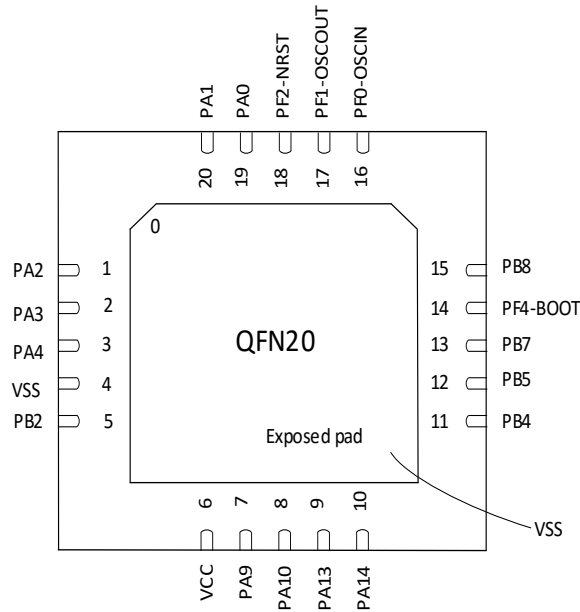 PA1
PA0
PF2-NRST
PF1-OSCOUT
PF0-OSCIN
20
19
18
17
16
0
PA2 1
PA3 2
PA4 3
VSS 4
PB2 5
15 PB8
14 PF4-BOOT
13 PB7
12 PB5
11 PB4
QFN20
Exposed pad
VSS
6
7
8
9
10
VCC
PA9
PA10
PA13
PA14